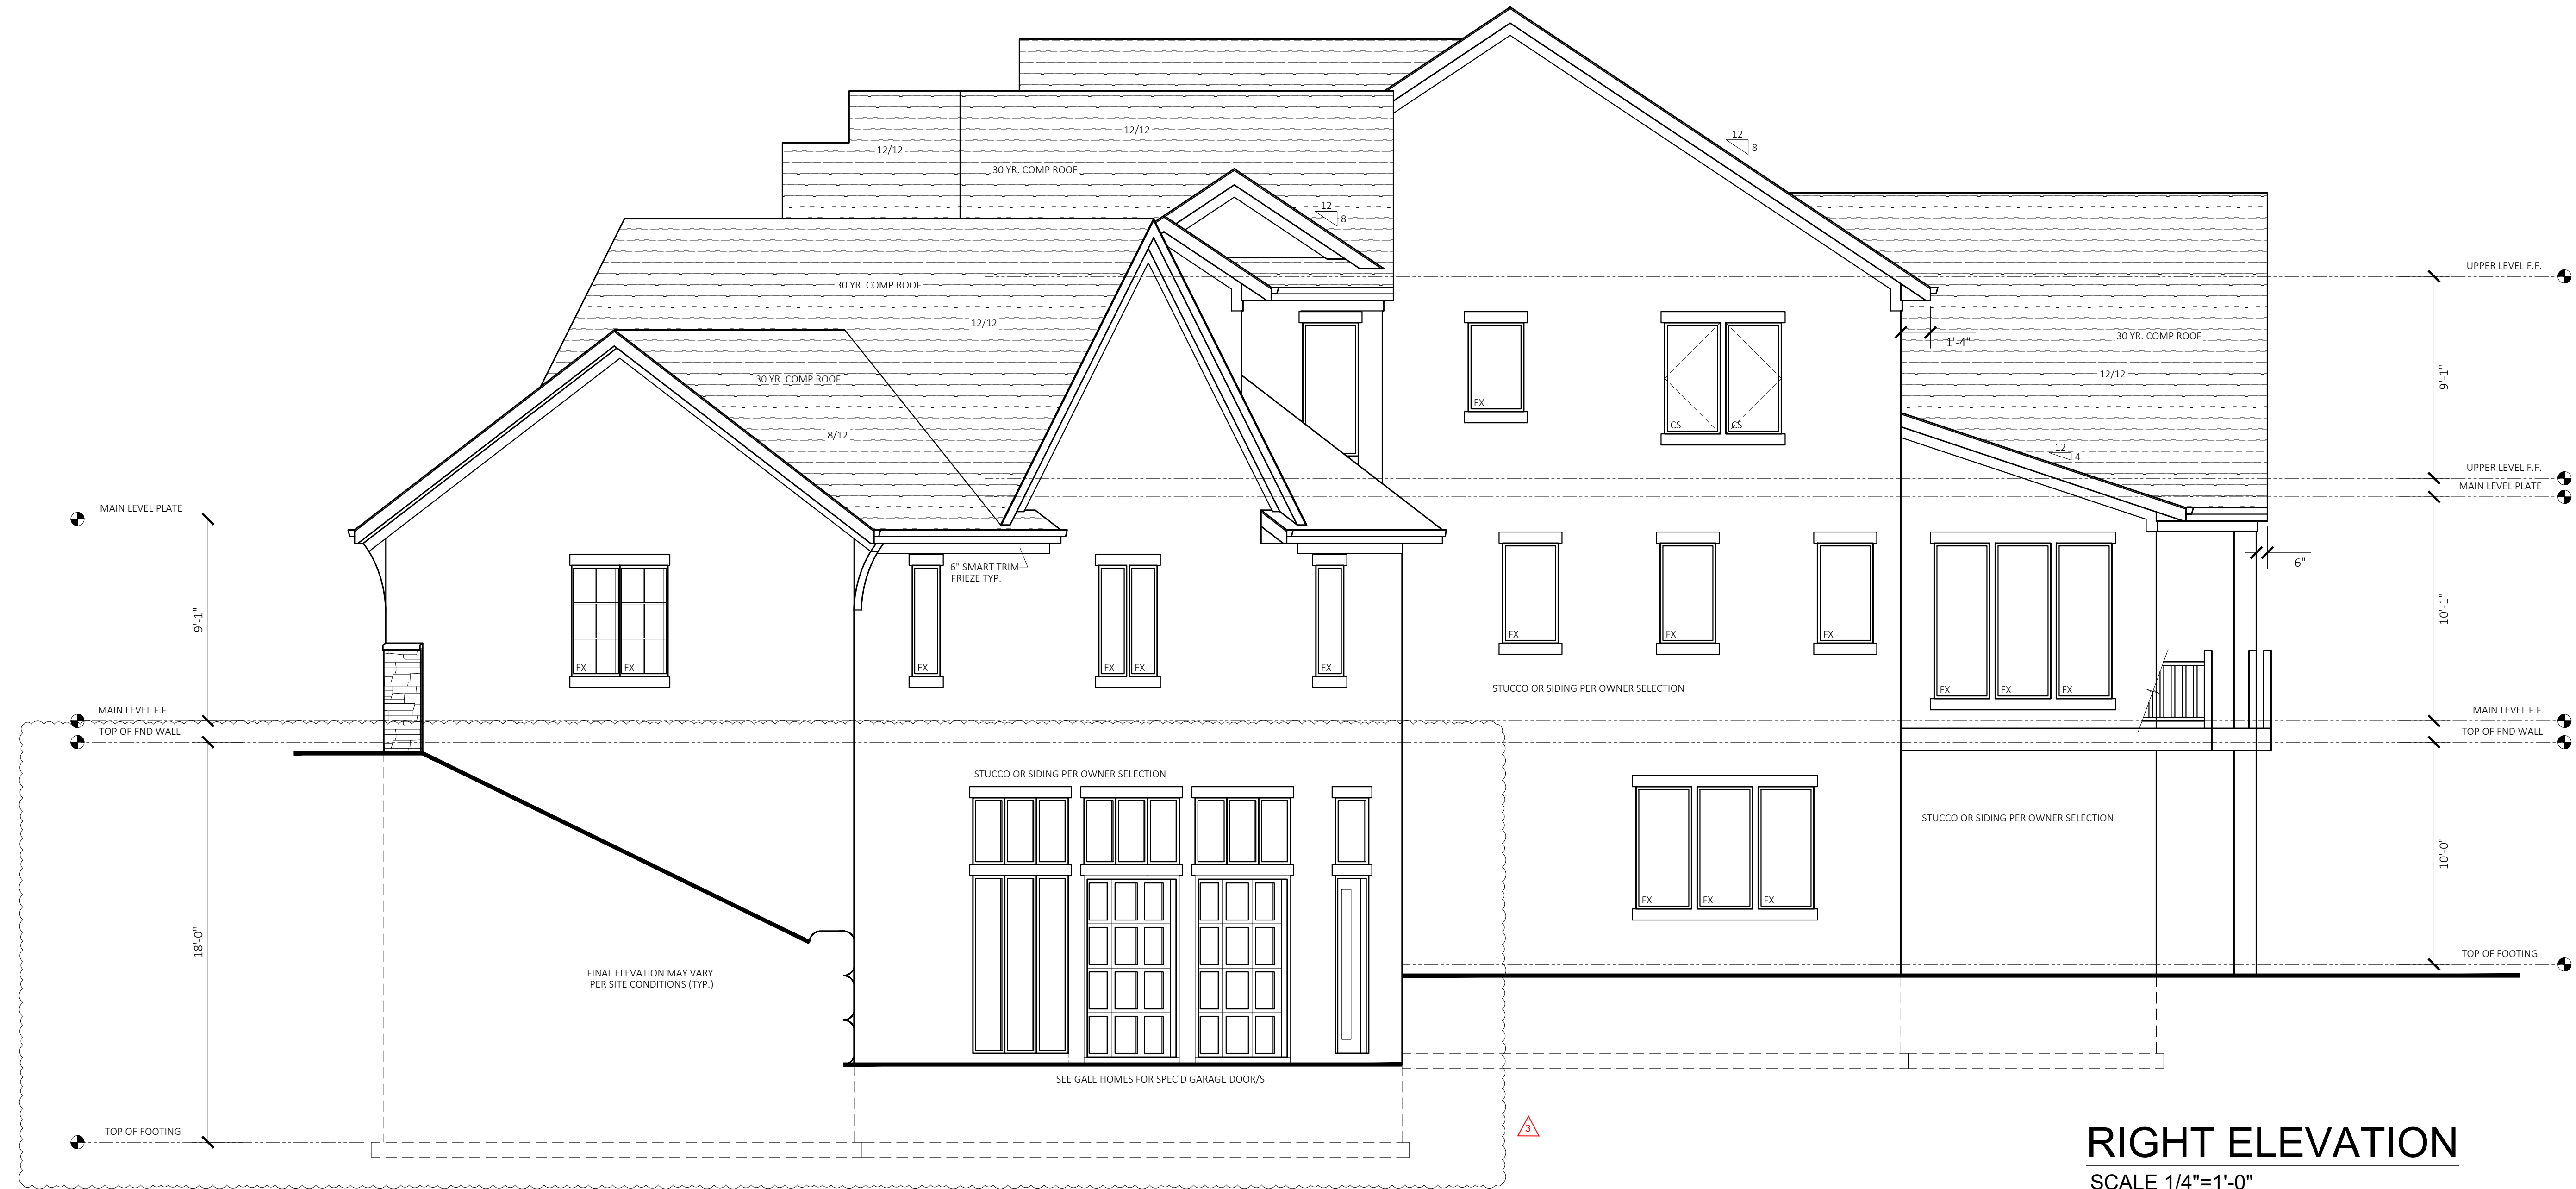 12/12
12/12
30 YR. COMP ROOF
12
8
12
8
UPPER LEVEL F.F.
30 YR. COMP ROOF
12/12
30 YR. COMP ROOF
8/12
1'-4"
30 YR. COMP ROOF
12/12
9'-1"
FX
CS
CS
12
4
UPPER LEVEL F.F.
MAIN LEVEL PLATE
MAIN LEVEL PLATE
6" SMART TRIM
FRIEZE TYP.
6"
9'-1"
10'-1"
FX
FX
FX
FX
FX
FX
FX
FX
FX
FX
FX
FX
FX
STUCCO OR SIDING PER OWNER SELECTION
MAIN LEVEL F.F.
MAIN LEVEL F.F.
TOP OF FND WALL
TOP OF FND WALL
STUCCO OR SIDING PER OWNER SELECTION
STUCCO OR SIDING PER OWNER SELECTION
10'-0"
FX
FX
FX
18'-0"
TOP OF FOOTING
FINAL ELEVATION MAY VARY
PER SITE CONDITIONS (TYP.)
SEE GALE HOMES FOR SPEC'D GARAGE DOOR/S
TOP OF FOOTING
3
RIGHT ELEVATION
SCALE 1/4"=1'-0"